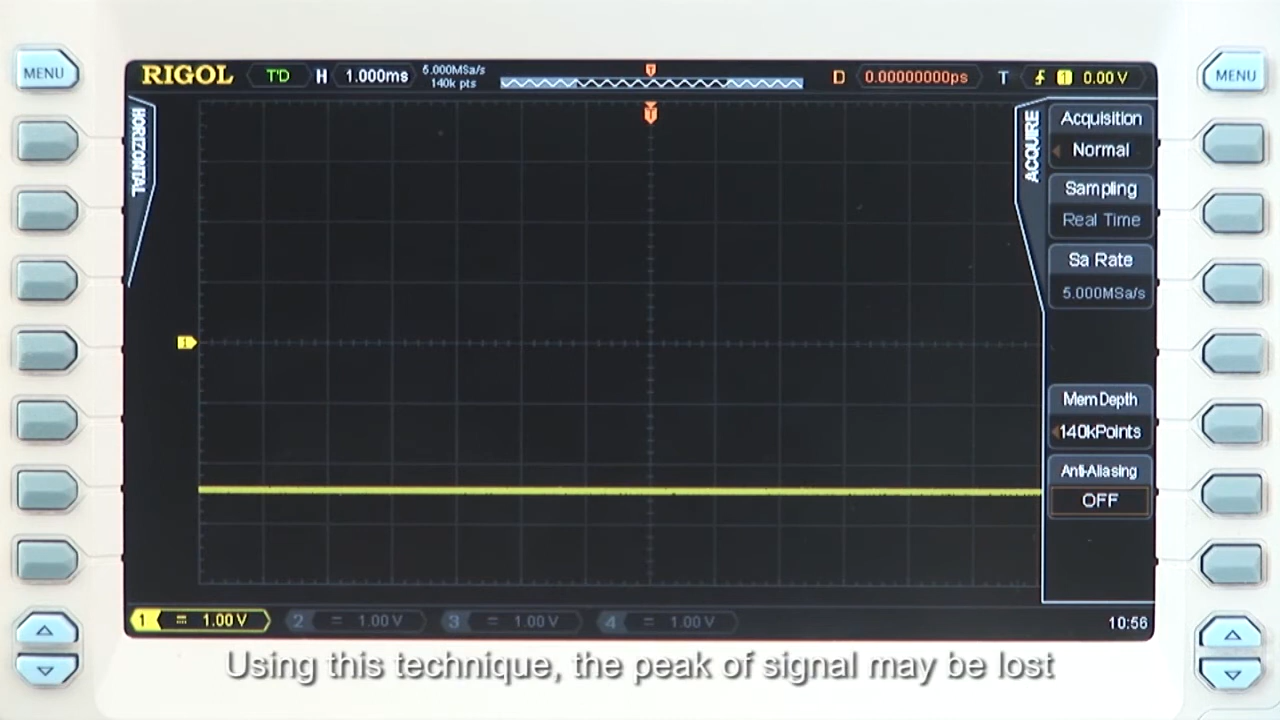 MENU
RIGOL T'D H 1.000ms 5.000MSa/s D 0.00000000ps T 1 0.00 V
140k pts
T
T
MENU
HORIZONTAL
ACQUIRE
Acquisition
Normal
Sampling
Real Time
Sa Rate
5.000MSa/s
1
Mem Depth
140kPoints
Anti-Aliasing
OFF
1 = 1.00 V 2 = 1.00 V 3 = 1.00 V 4 = 1.00 V 10:56
Using this technique, the peak of signal may be lost